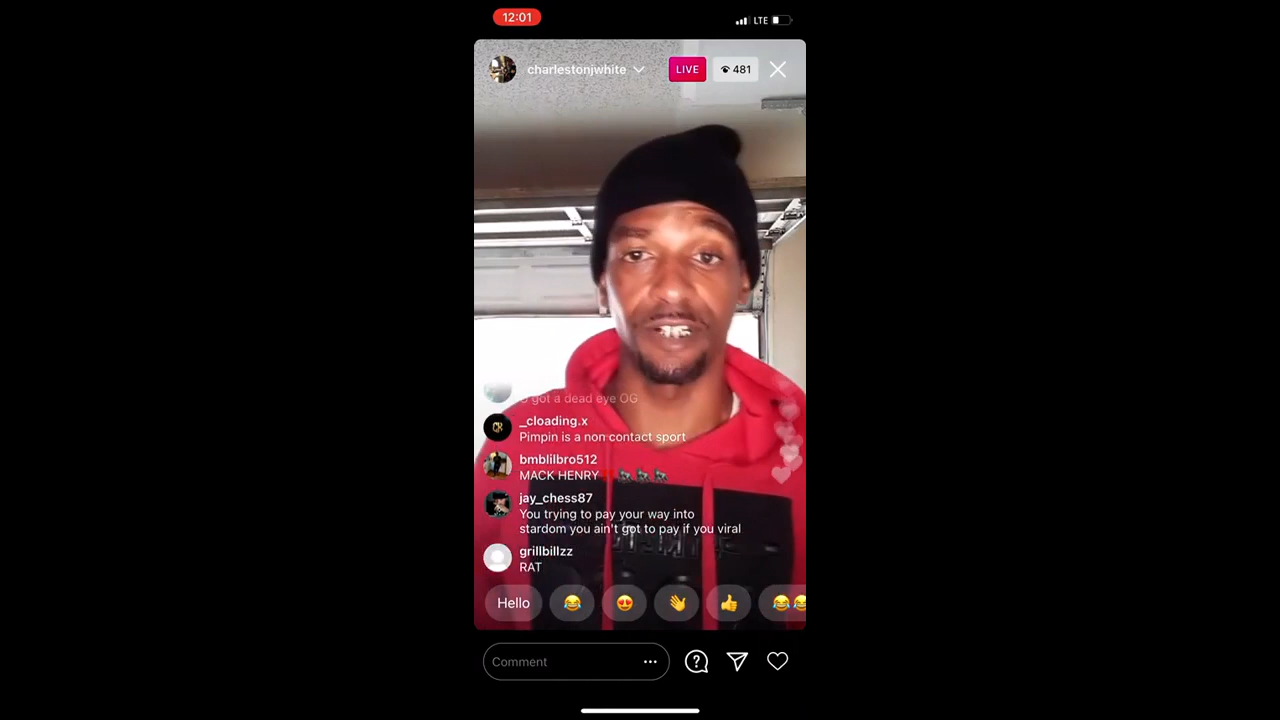 12:01
LTE
charlestonjwhite
LIVE
481
got a dead eye OG
_cloading.x
Pimpin is a non contact sport
bmblilbro512
MACK HENRY
jay_chess87
You trying to pay your way into
stardom you ain't got to pay if you viral
grillbillzz
RAT
Hello
Comment